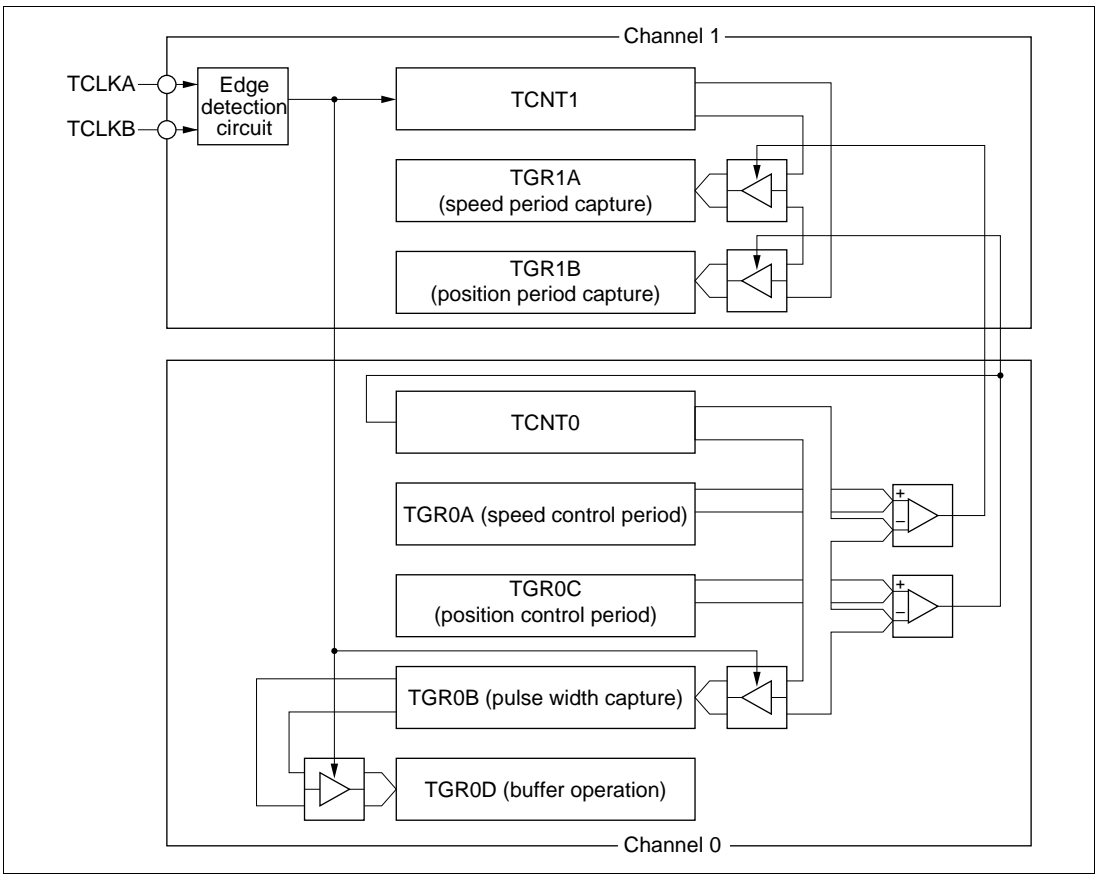 Channel 1
TCLKA
TCLKB
Edge
detection
circuit
TCNT1
TGR1A
(speed period capture)
TGR1B
(position period capture)
TCNT0
TGR0A (speed control period)
+
−
TGR0C
(position control period)
+
−
TGR0B (pulse width capture)
TGR0D (buffer operation)
Channel 0